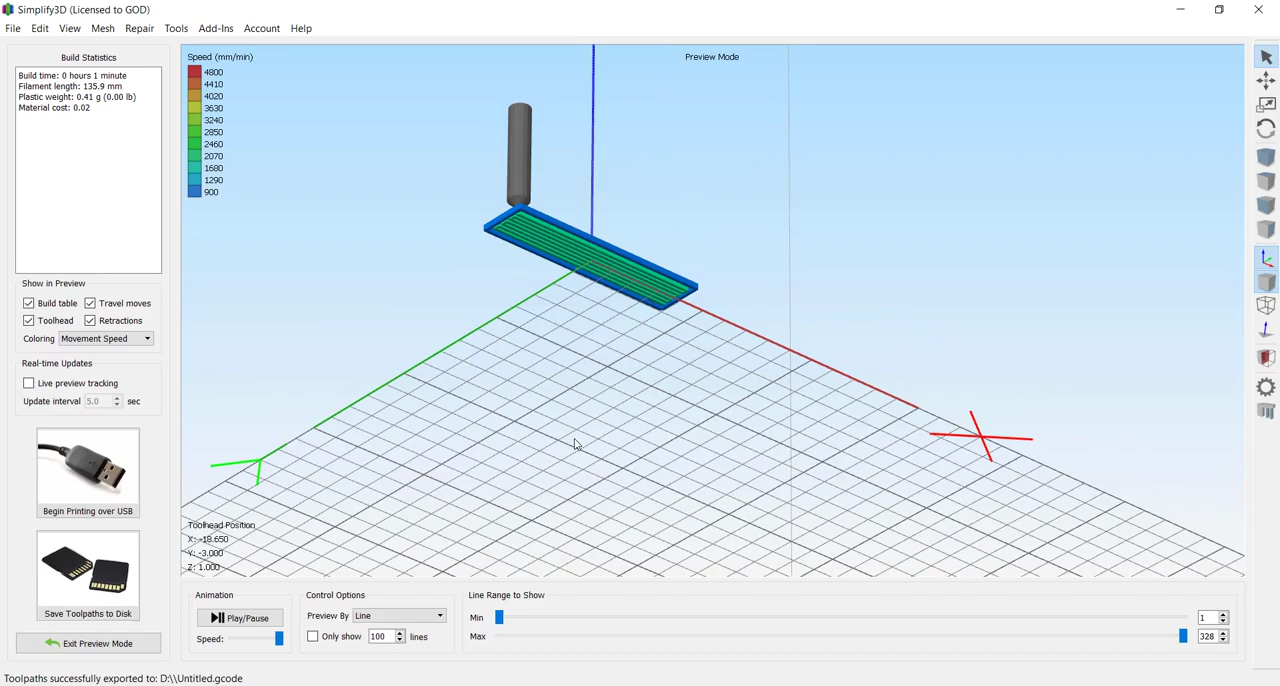 Simplify3D (Licensed to GOD)
File Edit View Mesh Repair Tools Add-Ins Account Help
Build Statistics
Build time: 0 hours 1 minute
Filament length: 135.9 mm
Plastic weight: 0.41 g (0.00 lb)
Material cost: 0.02
Show in Preview
Build table Travel moves
Toolhead Retractions
Coloring Movement Speed
Real-time Updates
Live preview tracking
Update interval 5.0 sec
Begin Printing over USB
Save Toolpaths to Disk
Exit Preview Mode
Speed (mm/min)
4800
4410
4020
3630
3240
2850
2460
2070
1680
1290
900
Preview Mode
Toolhead Position
X: -18.650
Y: -3.000
Z: 1.000
Animation
Play/Pause
Speed:
Control Options
Preview By Line
Only show 100 lines
Line Range to Show
Min 1
Max 328
Toolpaths successfully exported to: D:\\Untitled.gcode